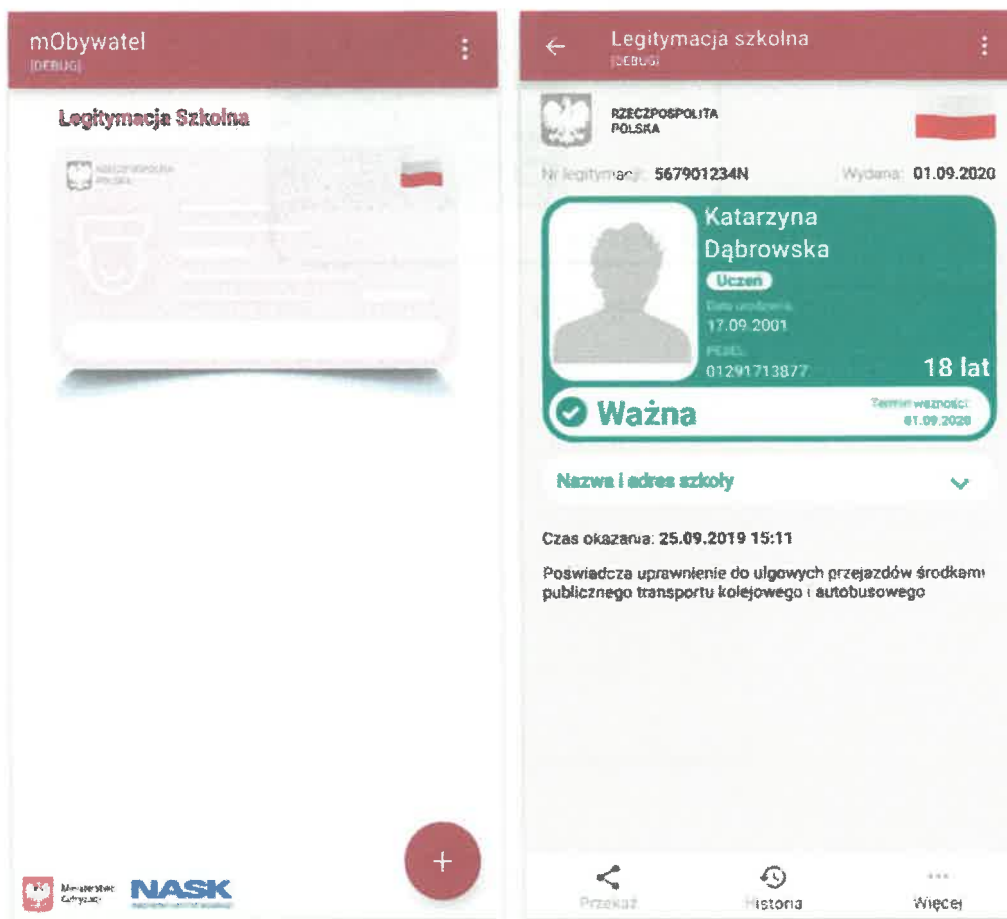 mObywatel
[DEBUG]
Legitymacja Szkolna
RZECZPOSPOLITA
POLSKA
+
Ministerstwo
Cyfryzacji
NASK
Legitymacja szkolna
[DEBUG]
RZECZPOSPOLITA
POLSKA
Nr legitymacji: 567901234N Wydana: 01.09.2020
Katarzyna
Dąbrowska
Uczeń
Data urodzenia:
17.09.2001
PESEL:
01291713877
18 lat
Ważna
Termin ważności:
01.09.2020
Nazwa i adres szkoły
Czas okazania: 25.09.2019 15:11
Poświadcza uprawnienie do ulgowych przejazdów środkami
publicznego transportu kolejowego i autobusowego
Przekaż Historia Więcej